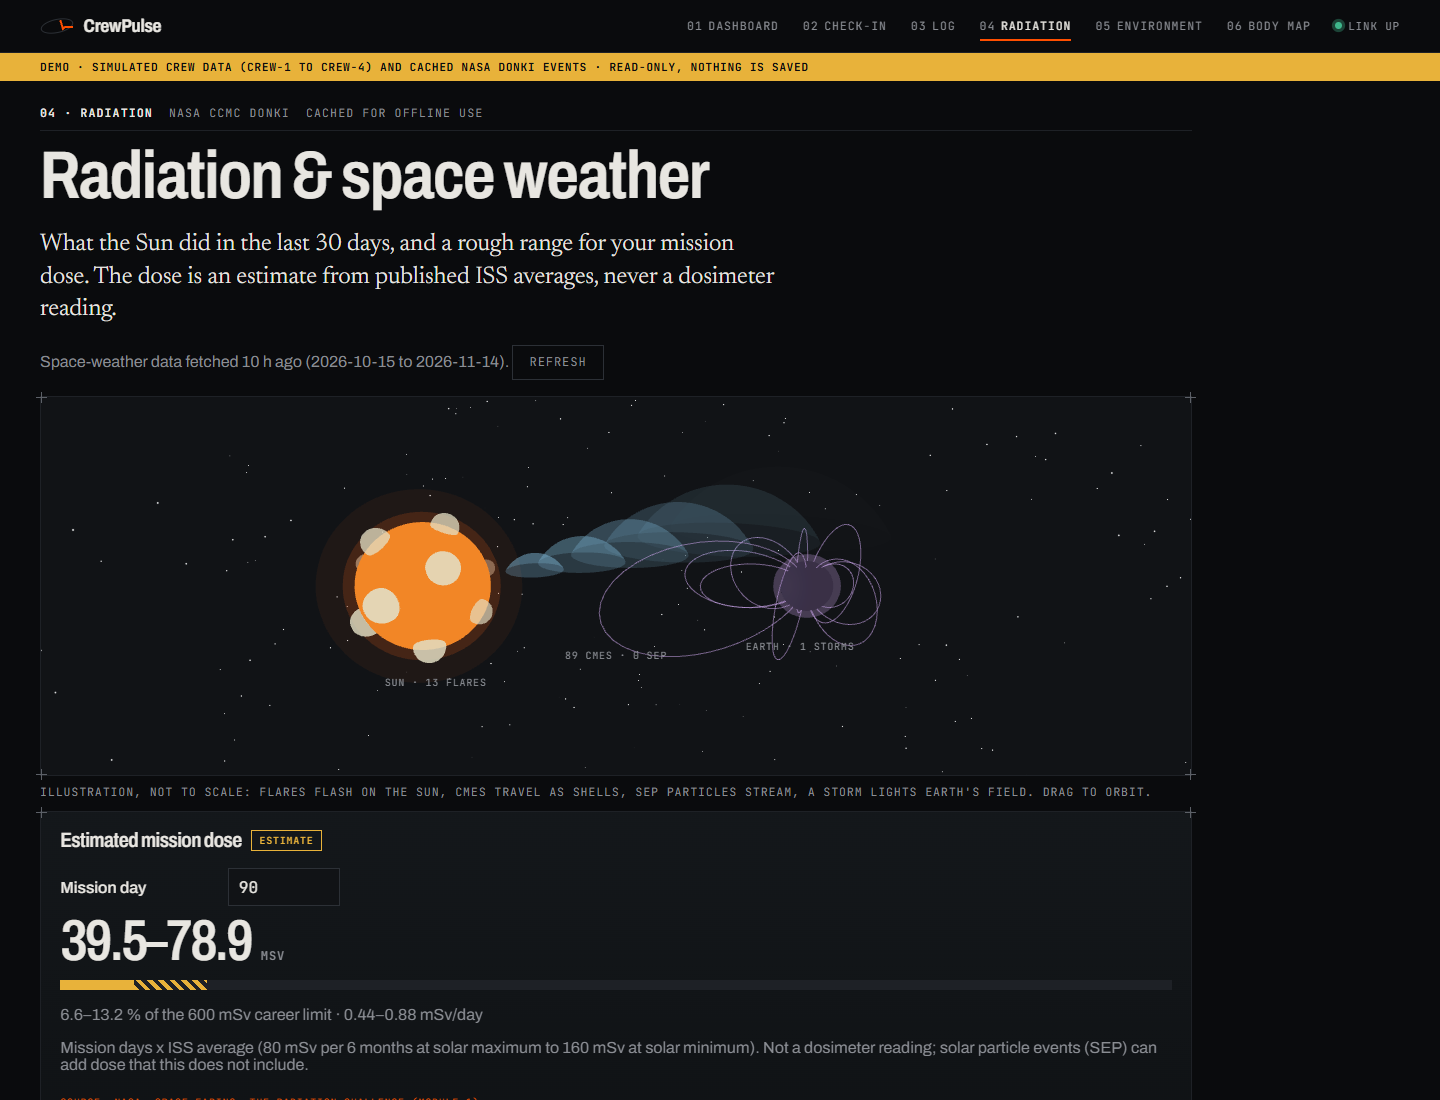 CrewPulse
01 DASHBOARD 02 CHECK-IN 03 LOG 04 RADIATION 05 ENVIRONMENT 06 BODY MAP LINK UP
DEMO · SIMULATED CREW DATA (CREW-1 TO CREW-4) AND CACHED NASA DONKI EVENTS · READ-ONLY, NOTHING IS SAVED
04 · RADIATION NASA CCMC DONKI CACHED FOR OFFLINE USE
Radiation & space weather
What the Sun did in the last 30 days, and a rough range for your mission
dose. The dose is an estimate from published ISS averages, never a dosimeter
reading.
Space-weather data fetched 10 h ago (2026-10-15 to 2026-11-14). REFRESH
EARTH · 1 STORMS
89 CMES · 0 SEP
SUN · 13 FLARES
ILLUSTRATION, NOT TO SCALE: FLARES FLASH ON THE SUN, CMES TRAVEL AS SHELLS, SEP PARTICLES STREAM, A STORM LIGHTS EARTH'S FIELD. DRAG TO ORBIT.
Estimated mission dose ESTIMATE
Mission day 90
39.5–78.9 MSV
6.6–13.2 % of the 600 mSv career limit · 0.44–0.88 mSv/day
Mission days x ISS average (80 mSv per 6 months at solar maximum to 160 mSv at solar minimum). Not a dosimeter reading; solar particle events (SEP) can
add dose that this does not include.